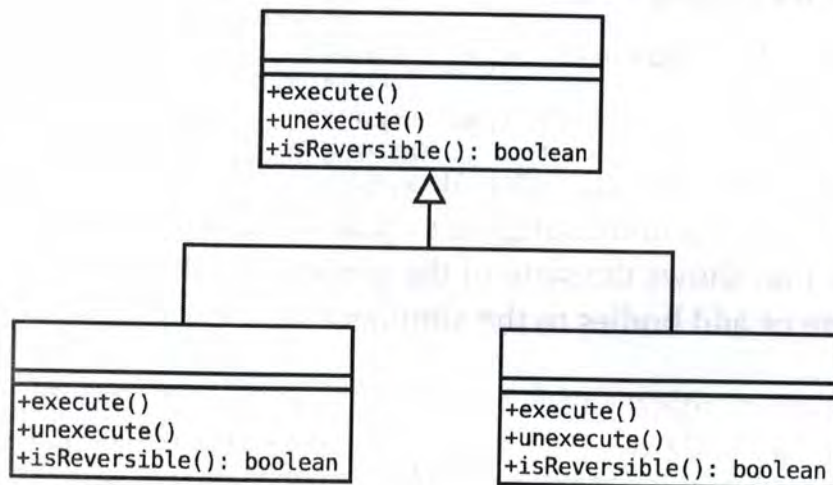 +execute()
+unexecute()
+isReversible(): boolean
+execute()
+unexecute()
+isReversible(): boolean
+execute()
+unexecute()
+isReversible(): boolean